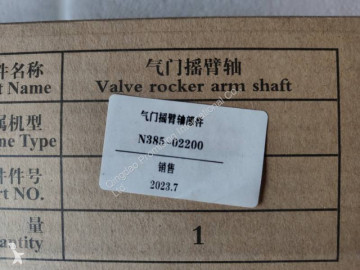 件名称
气门摇臂轴
t Name
Valve rocker arm shaft
属机型
ne Type
气门摇臂轴部件
N385-02200
销售
2023.7
件件号
rt NO.
量
uantity
1